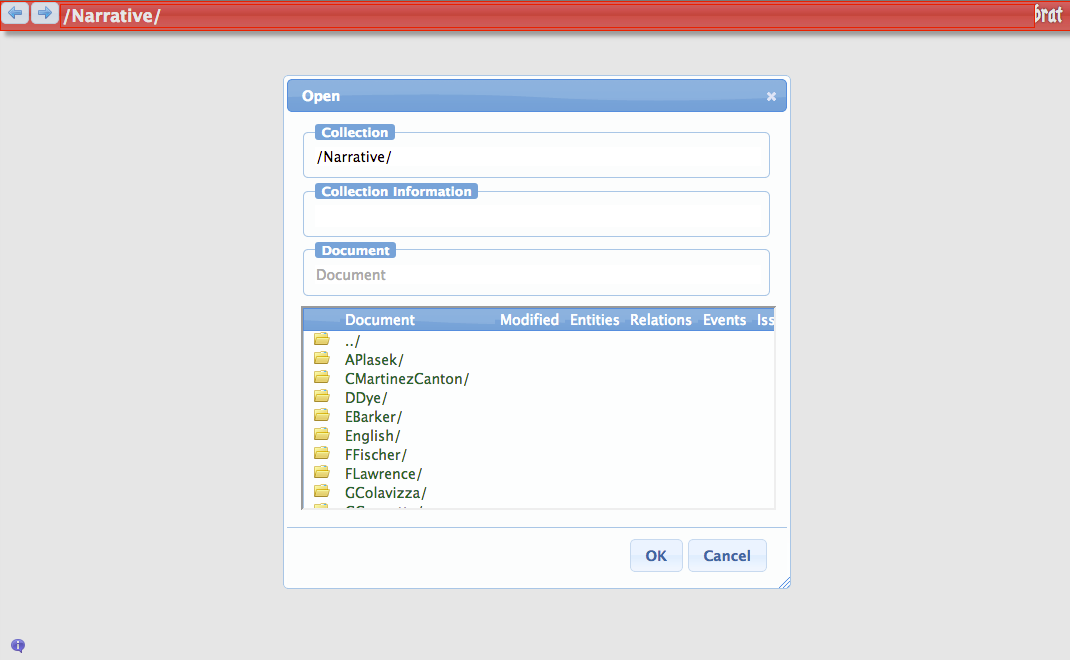 /Narrative/
brat
Open
Collection
/Narrative/
Collection Information
Document
Document
Document Modified Entities Relations Events Iss
../
APlasek/
CMartinezCanton/
DDye/
EBarker/
English/
FFischer/
FLawrence/
GColavizza/
OK Cancel